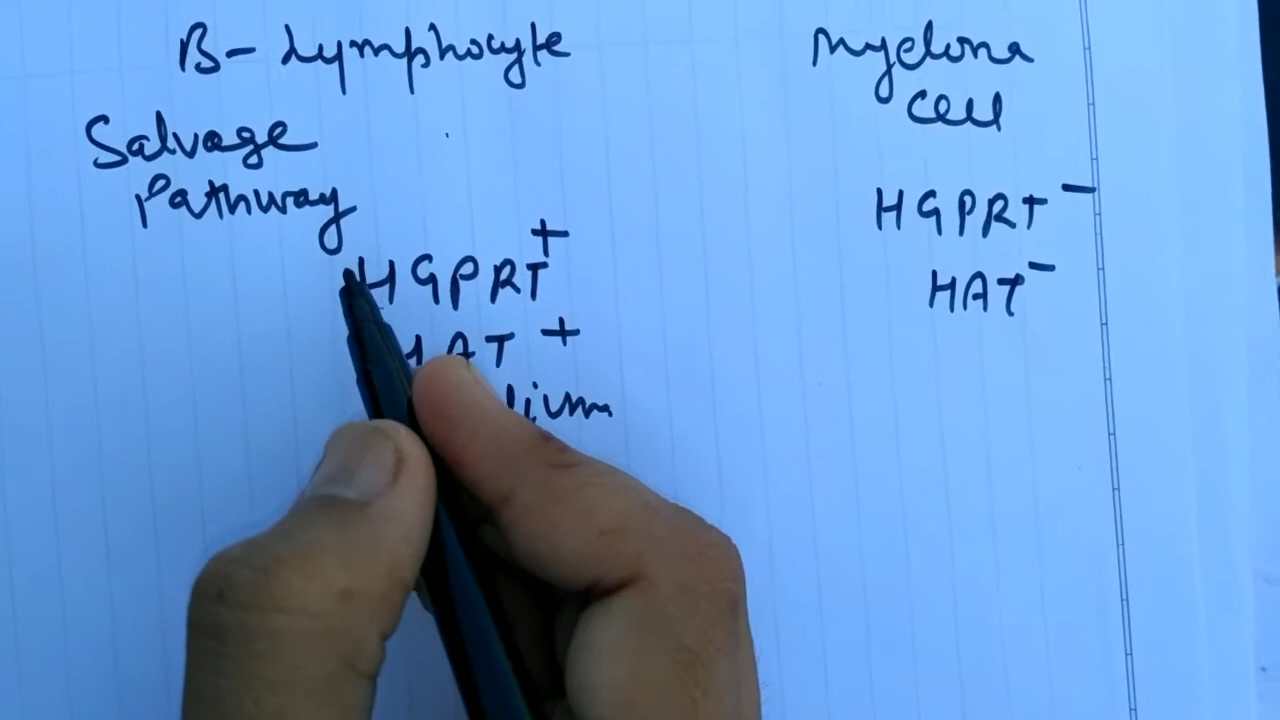 B- Lymphocyte
Myeloma
Cell
Salvage
Pathway
HGPRT+
HAT+
HGPRT-
HAT-